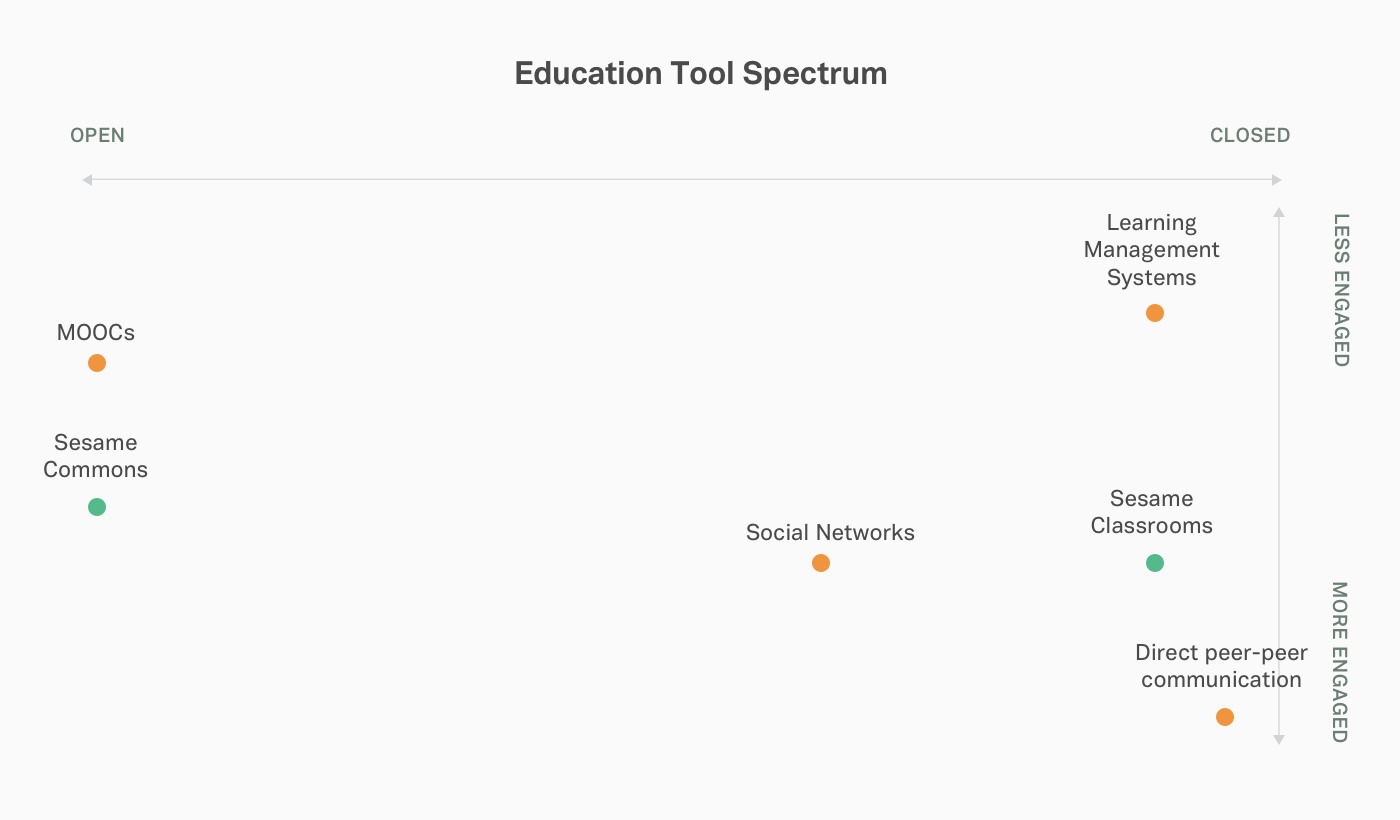 Education Tool Spectrum
OPEN
CLOSED
Learning
Management
Systems
LESS ENGAGED
MOOCs
Sesame
Commons
Social Networks
Sesame
Classrooms
MORE ENGAGED
Direct peer-peer
communication